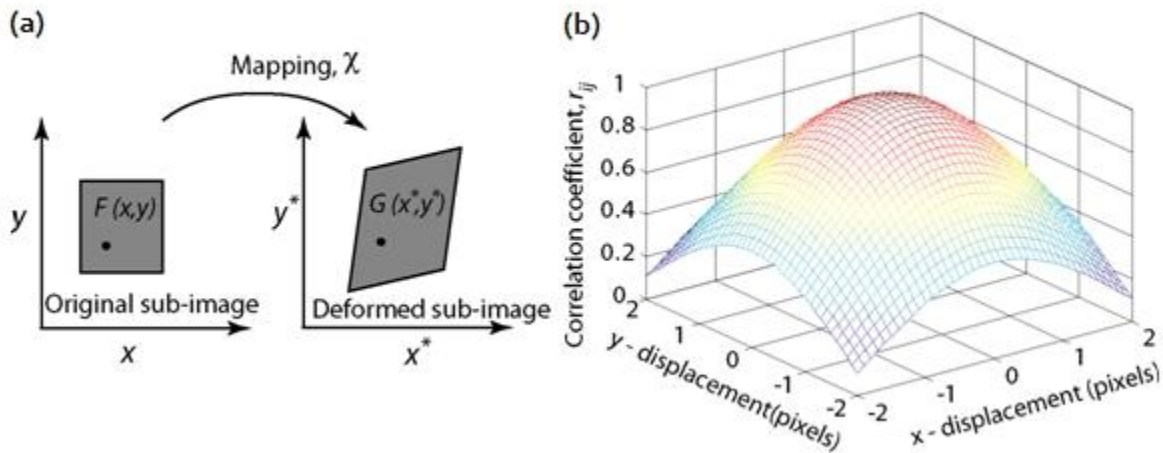 (a)
Mapping, χ
y
F (x,y)
Original sub-image
x
y*
G (x*,y*)
Deformed sub-image
x*
(b)
Correlation coefficient, rij
1
0.8
0.6
0.4
0.2
0
2
1
0
-1
-2
y - displacement(pixels)
-2
-1
0
1
2
x - displacement (pixels)